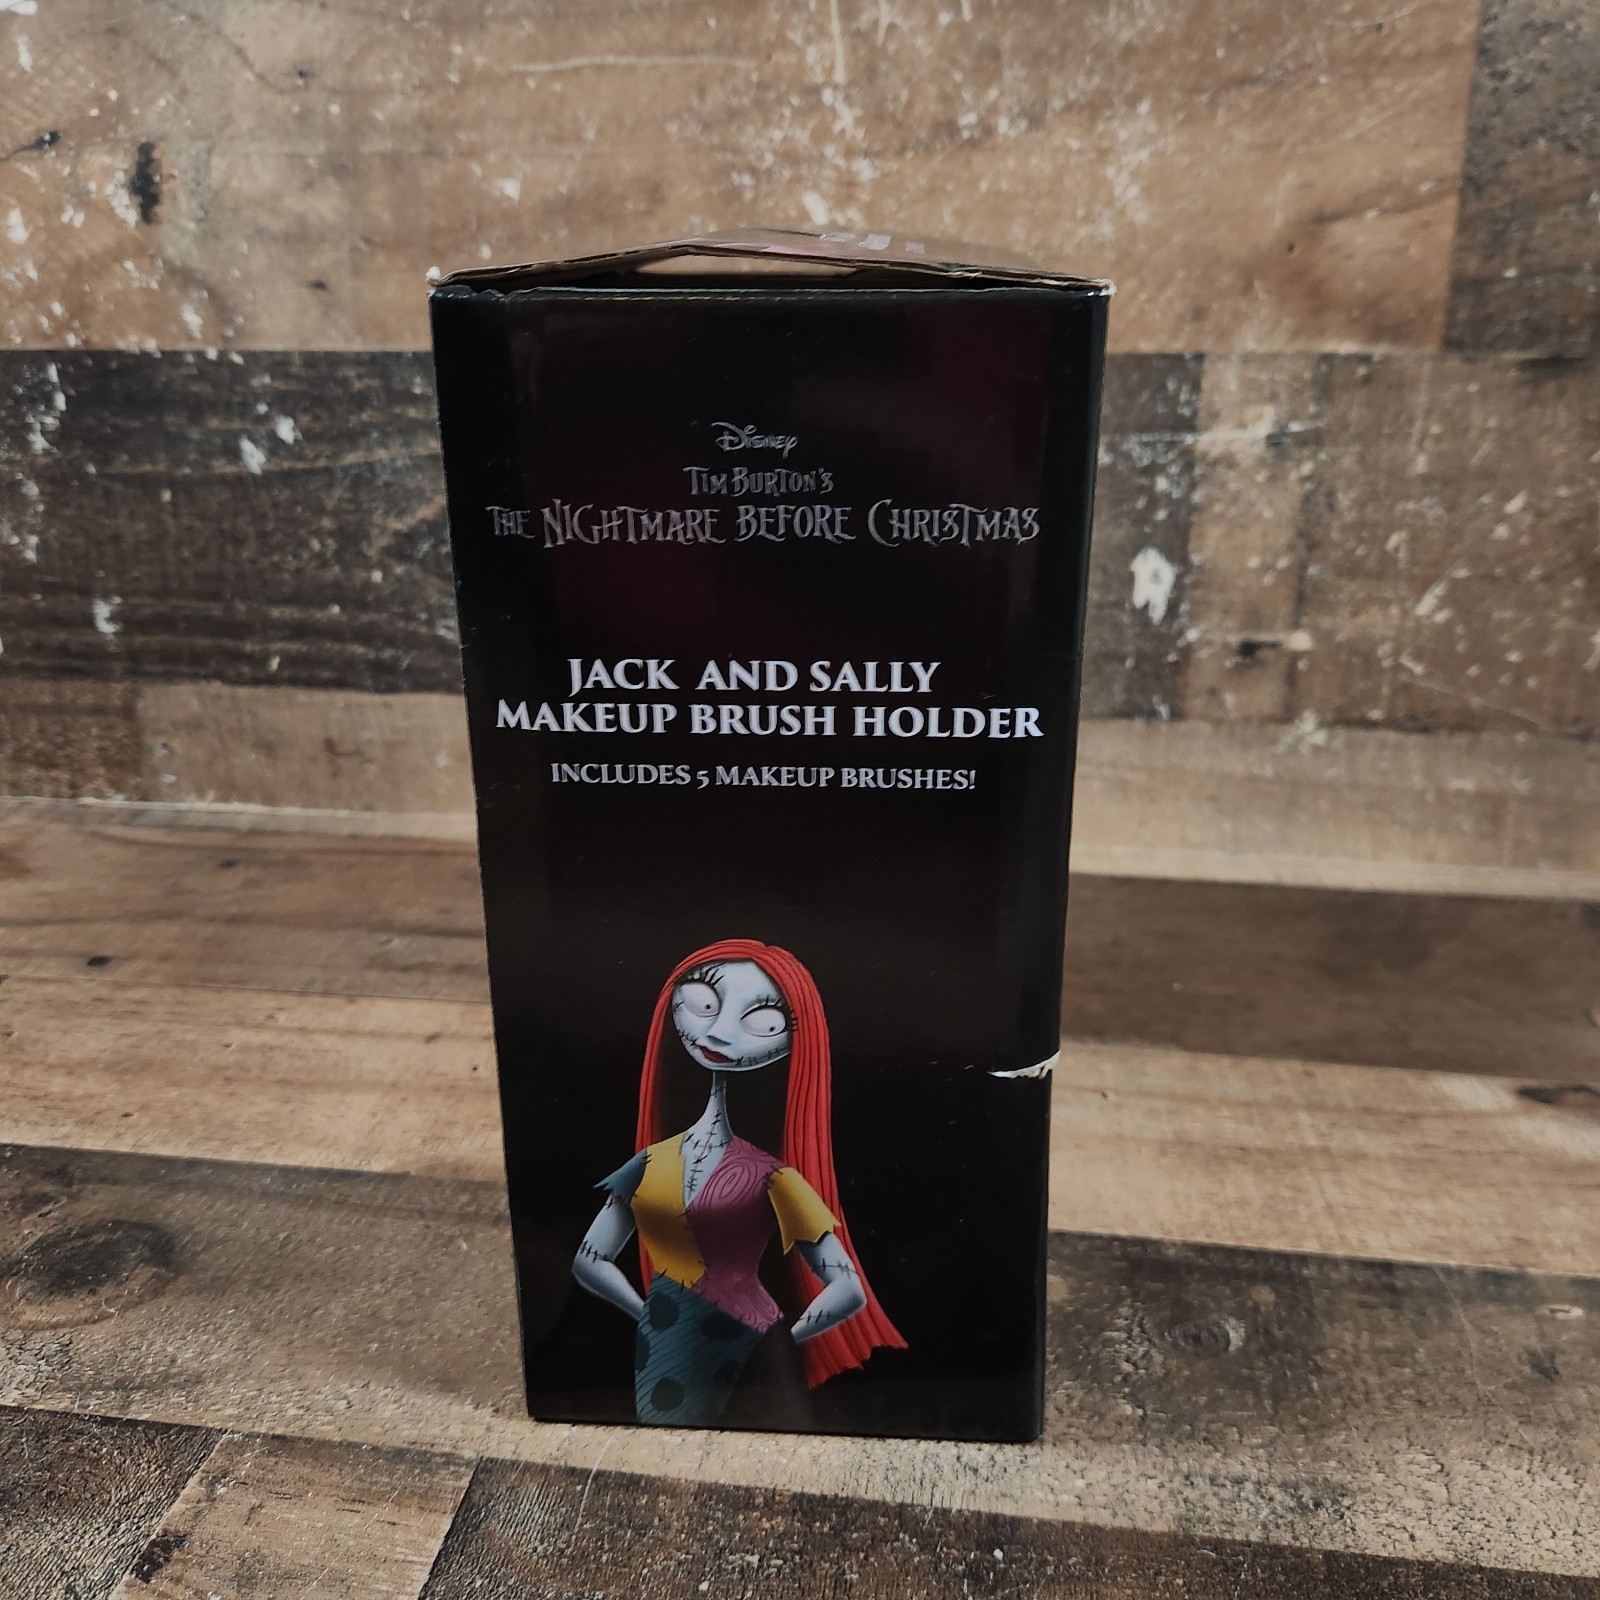 Disney
Tim Burton's
The Nightmare Before Christmas
JACK AND SALLY
MAKEUP BRUSH HOLDER
INCLUDES 5 MAKEUP BRUSHES!